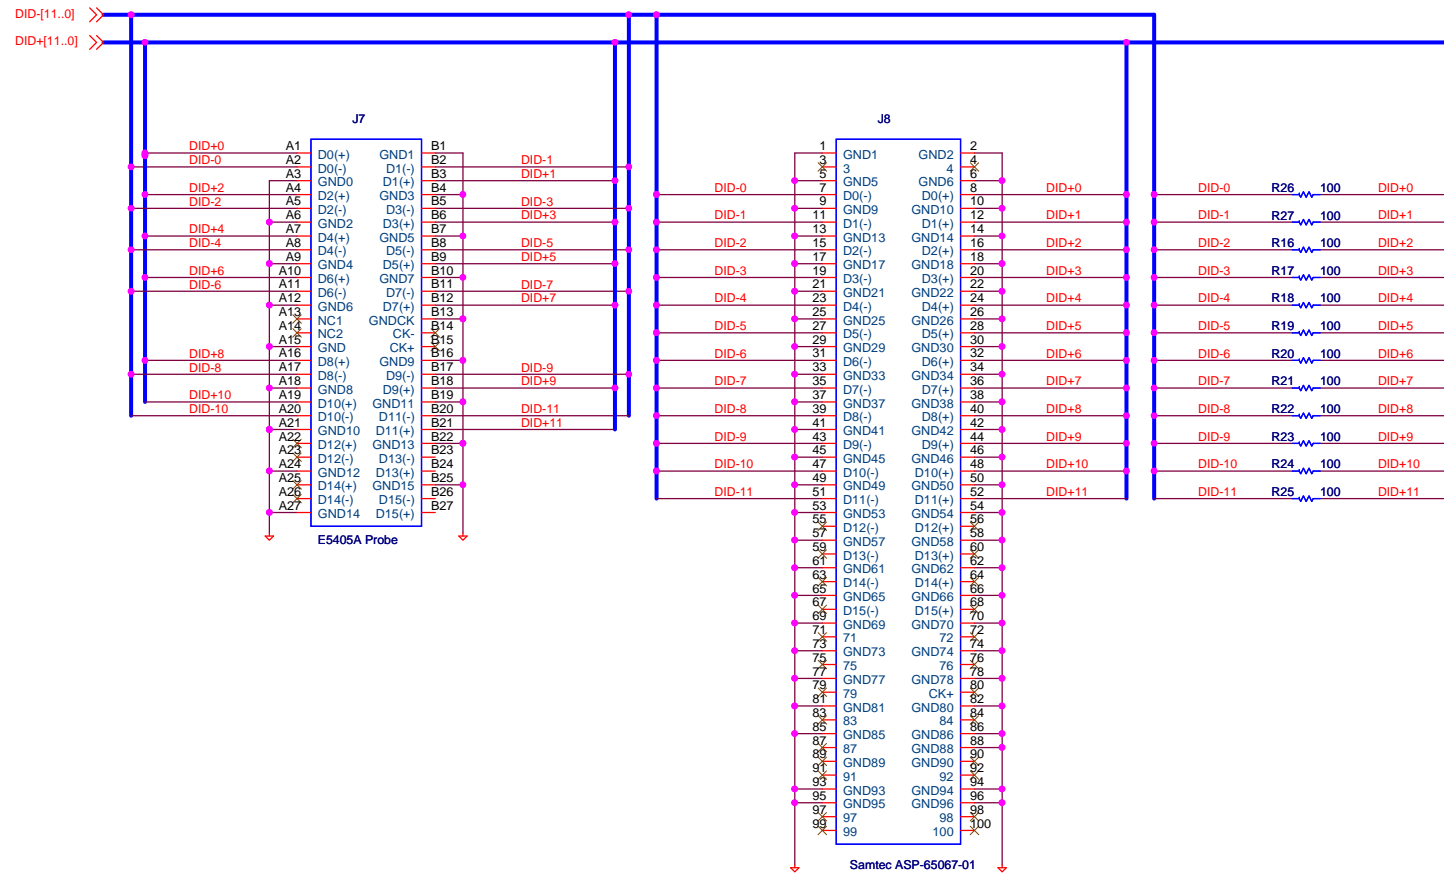 DID-[11..0]
DID+[11..0]
J7
DID+0 A1 D0(+) GND1 B1
DID-0 A2 D0(-) D1(-) B2 DID-1
A3 GND0 D1(+) B3 DID+1
DID+2 A4 D2(+) GND3 B4
DID-2 A5 D2(-) D3(-) B5 DID-3
A6 GND2 D3(+) B6 DID+3
DID+4 A7 D4(+) GND5 B7
DID-4 A8 D4(-) D5(-) B8 DID-5
A9 GND4 D5(+) B9 DID+5
DID+6 A10 D6(+) GND7 B10
DID-6 A11 D6(-) D7(-) B11 DID-7
A12 GND6 D7(+) B12 DID+7
A13 NC1 GNDCK B13
A14 NC2 CK- B14
A15 GND CK+ B15
DID+8 A16 D8(+) GND9 B16
DID-8 A17 D8(-) D9(-) B17 DID-9
A18 GND8 D9(+) B18 DID+9
DID+10 A19 D10(+) GND11 B19
DID-10 A20 D10(-) D11(-) B20 DID-11
A21 GND10 D11(+) B21 DID+11
A22 D12(+) GND13 B22
A23 D12(-) D13(-) B23
A24 GND12 D13(+) B24
A25 D14(+) GND15 B25
A26 D14(-) D15(-) B26
A27 GND14 D15(+) B27
E5405A Probe
J8
1 GND1 GND2 2
3 3 4 4
5 GND5 GND6 6
DID-0 7 D0(-) D0(+) 8 DID+0
9 GND9 GND10 10
DID-1 11 D1(-) D1(+) 12 DID+1
13 GND13 GND14 14
DID-2 15 D2(-) D2(+) 16 DID+2
17 GND17 GND18 18
DID-3 19 D3(-) D3(+) 20 DID+3
21 GND21 GND22 22
DID-4 23 D4(-) D4(+) 24 DID+4
25 GND25 GND26 26
DID-5 27 D5(-) D5(+) 28 DID+5
29 GND29 GND30 30
DID-6 31 D6(-) D6(+) 32 DID+6
33 GND33 GND34 34
DID-7 35 D7(-) D7(+) 36 DID+7
37 GND37 GND38 38
DID-8 39 D8(-) D8(+) 40 DID+8
41 GND41 GND42 42
DID-9 43 D9(-) D9(+) 44 DID+9
45 GND45 GND46 46
DID-10 47 D10(-) D10(+) 48 DID+10
49 GND49 GND50 50
DID-11 51 D11(-) D11(+) 52 DID+11
53 GND53 GND54 54
55 D12(-) D12(+) 56
57 GND57 GND58 58
59 D13(-) D13(+) 60
61 GND61 GND62 62
63 D14(-) D14(+) 64
65 GND65 GND66 66
67 D15(-) D15(+) 68
69 GND69 GND70 70
71 71 72 72
73 GND73 GND74 74
75 75 76 76
77 GND77 GND78 78
79 79 CK+ 80
81 GND81 GND80 82
83 83 84 84
85 GND85 GND86 86
87 87 GND88 88
89 GND89 GND90 90
91 91 92 92
93 GND93 GND94 94
95 GND95 GND96 96
97 97 98 98
99 99 100 100
Samtec ASP-65067-01
DID-0 R26 100 DID+0
DID-1 R27 100 DID+1
DID-2 R16 100 DID+2
DID-3 R17 100 DID+3
DID-4 R18 100 DID+4
DID-5 R19 100 DID+5
DID-6 R20 100 DID+6
DID-7 R21 100 DID+7
DID-8 R22 100 DID+8
DID-9 R23 100 DID+9
DID-10 R24 100 DID+10
DID-11 R25 100 DID+11